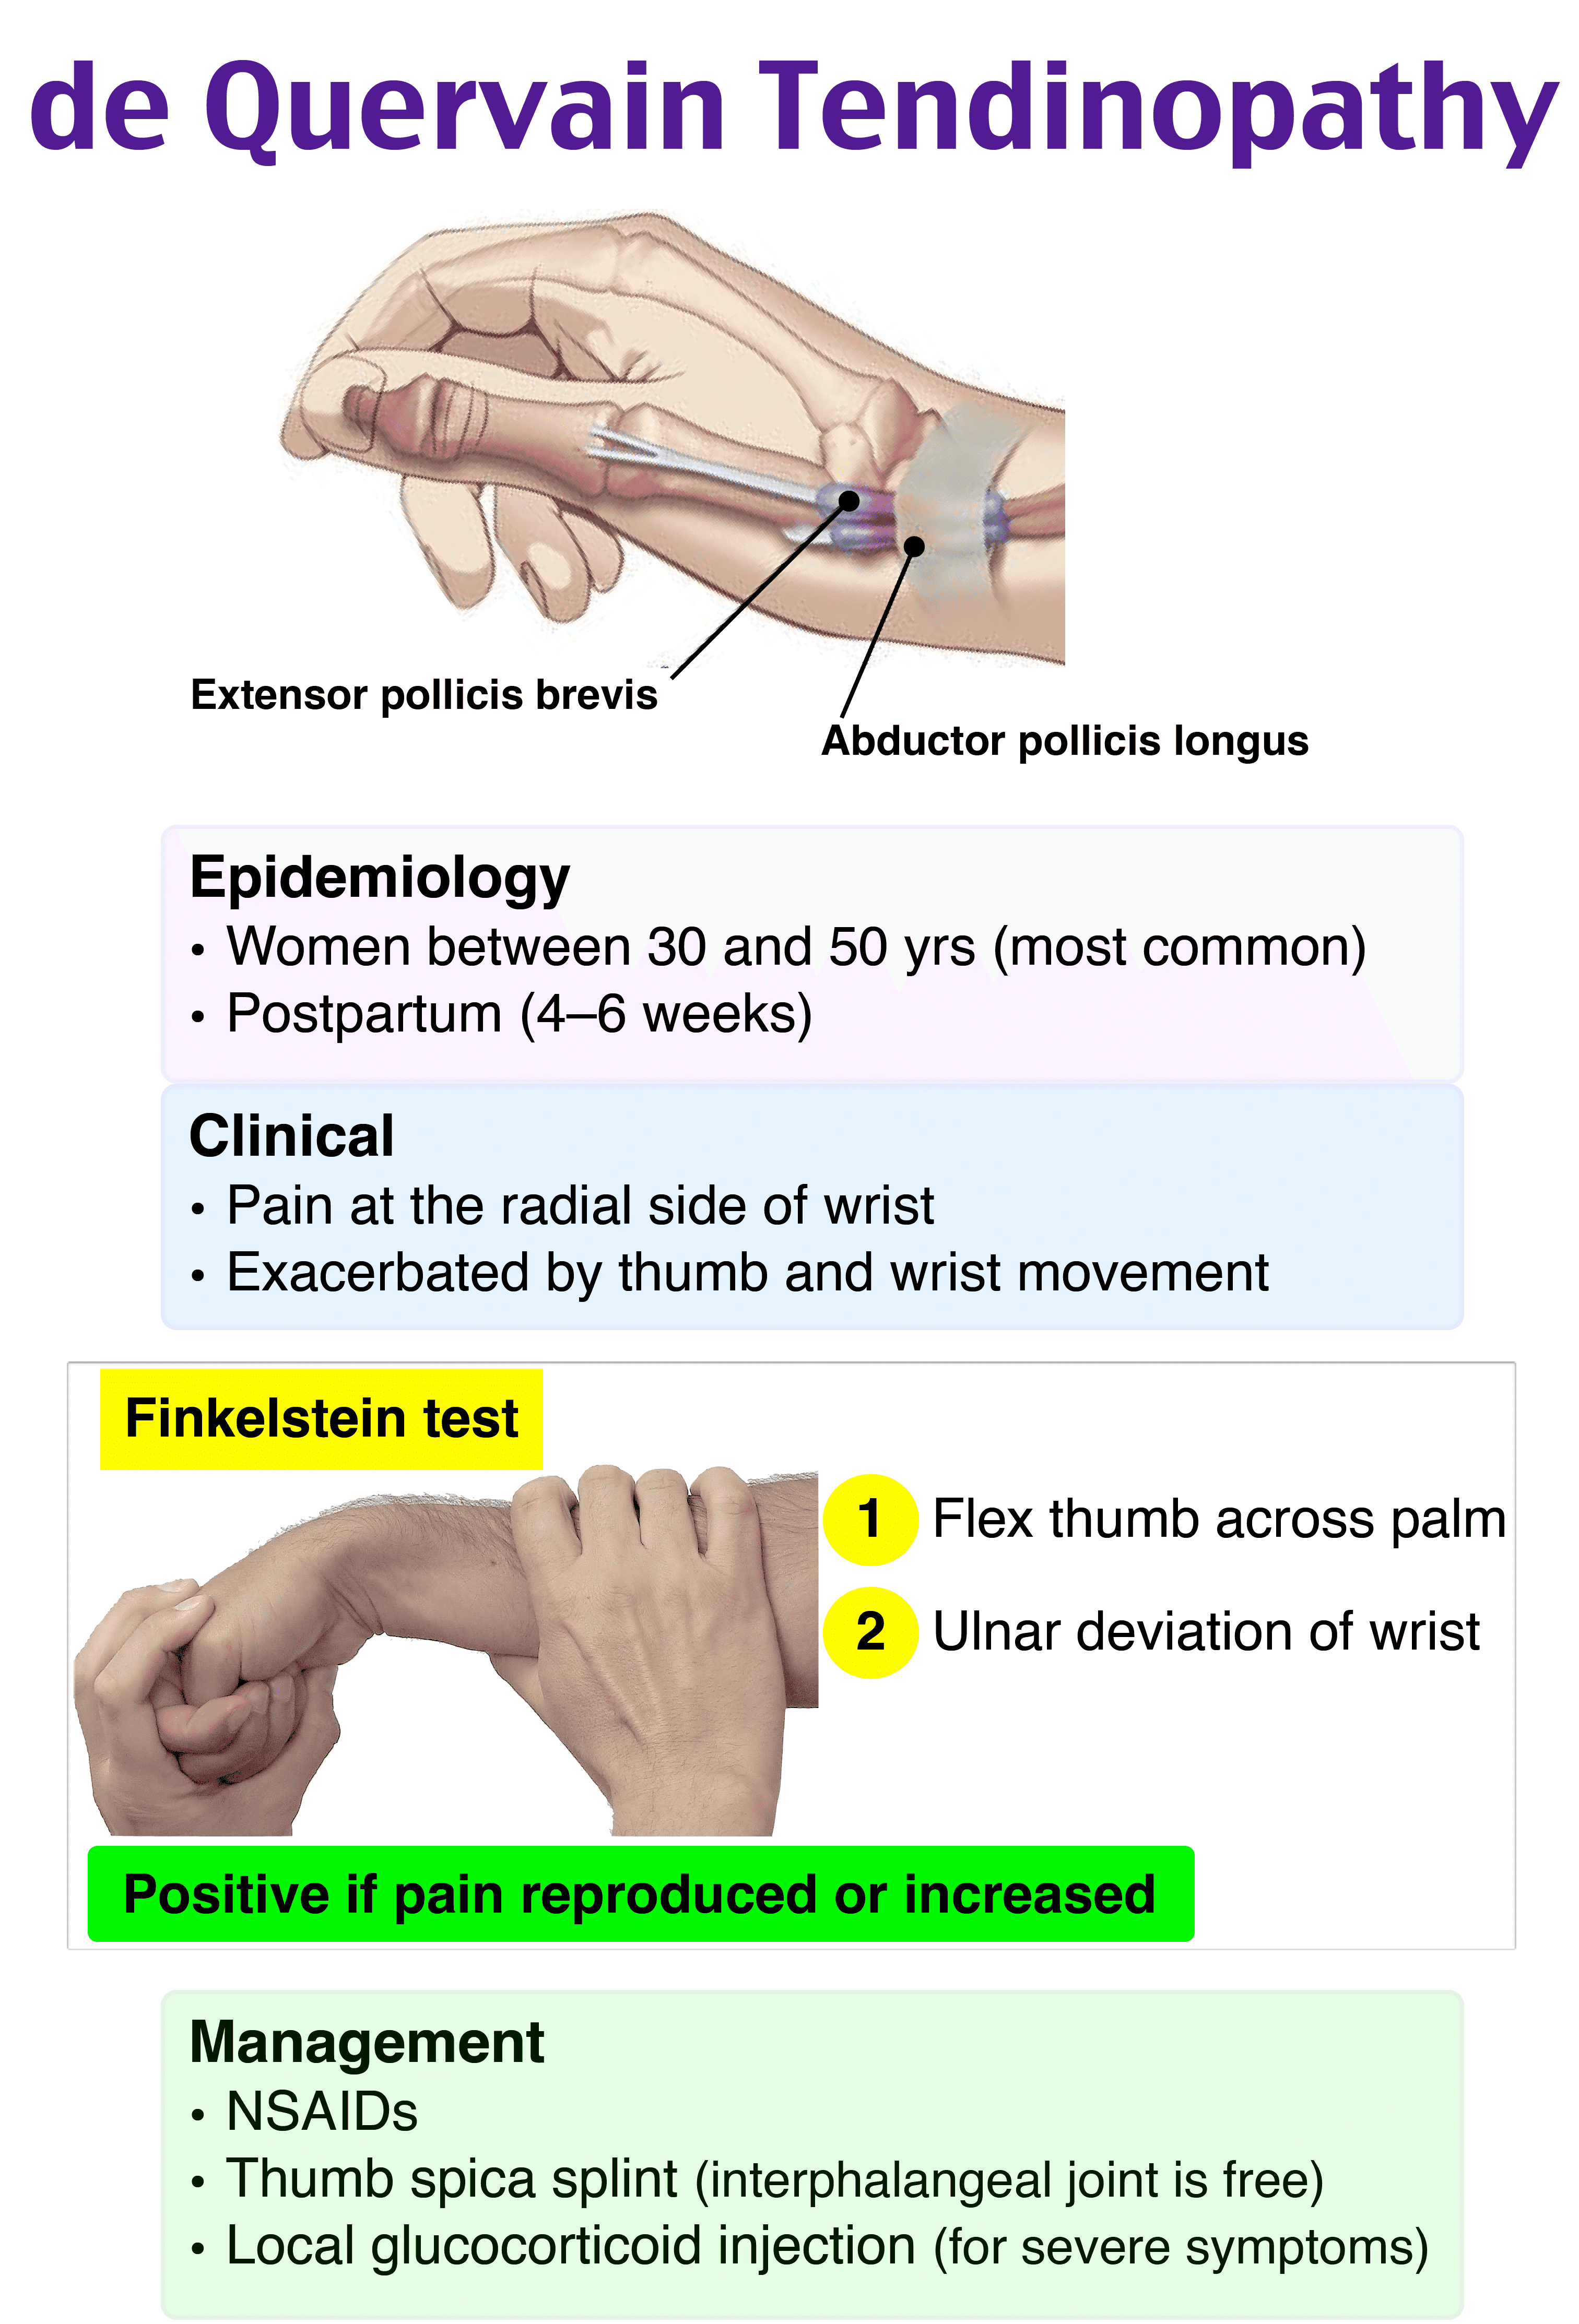 de Quervain Tendinopathy
Extensor pollicis brevis
Abductor pollicis longus
Epidemiology
• Women between 30 and 50 yrs (most common)
• Postpartum (4–6 weeks)
Clinical
• Pain at the radial side of wrist
• Exacerbated by thumb and wrist movement
Finkelstein test
1 Flex thumb across palm
2 Ulnar deviation of wrist
Positive if pain reproduced or increased
Management
• NSAIDs
• Thumb spica splint (interphalangeal joint is free)
• Local glucocorticoid injection (for severe symptoms)